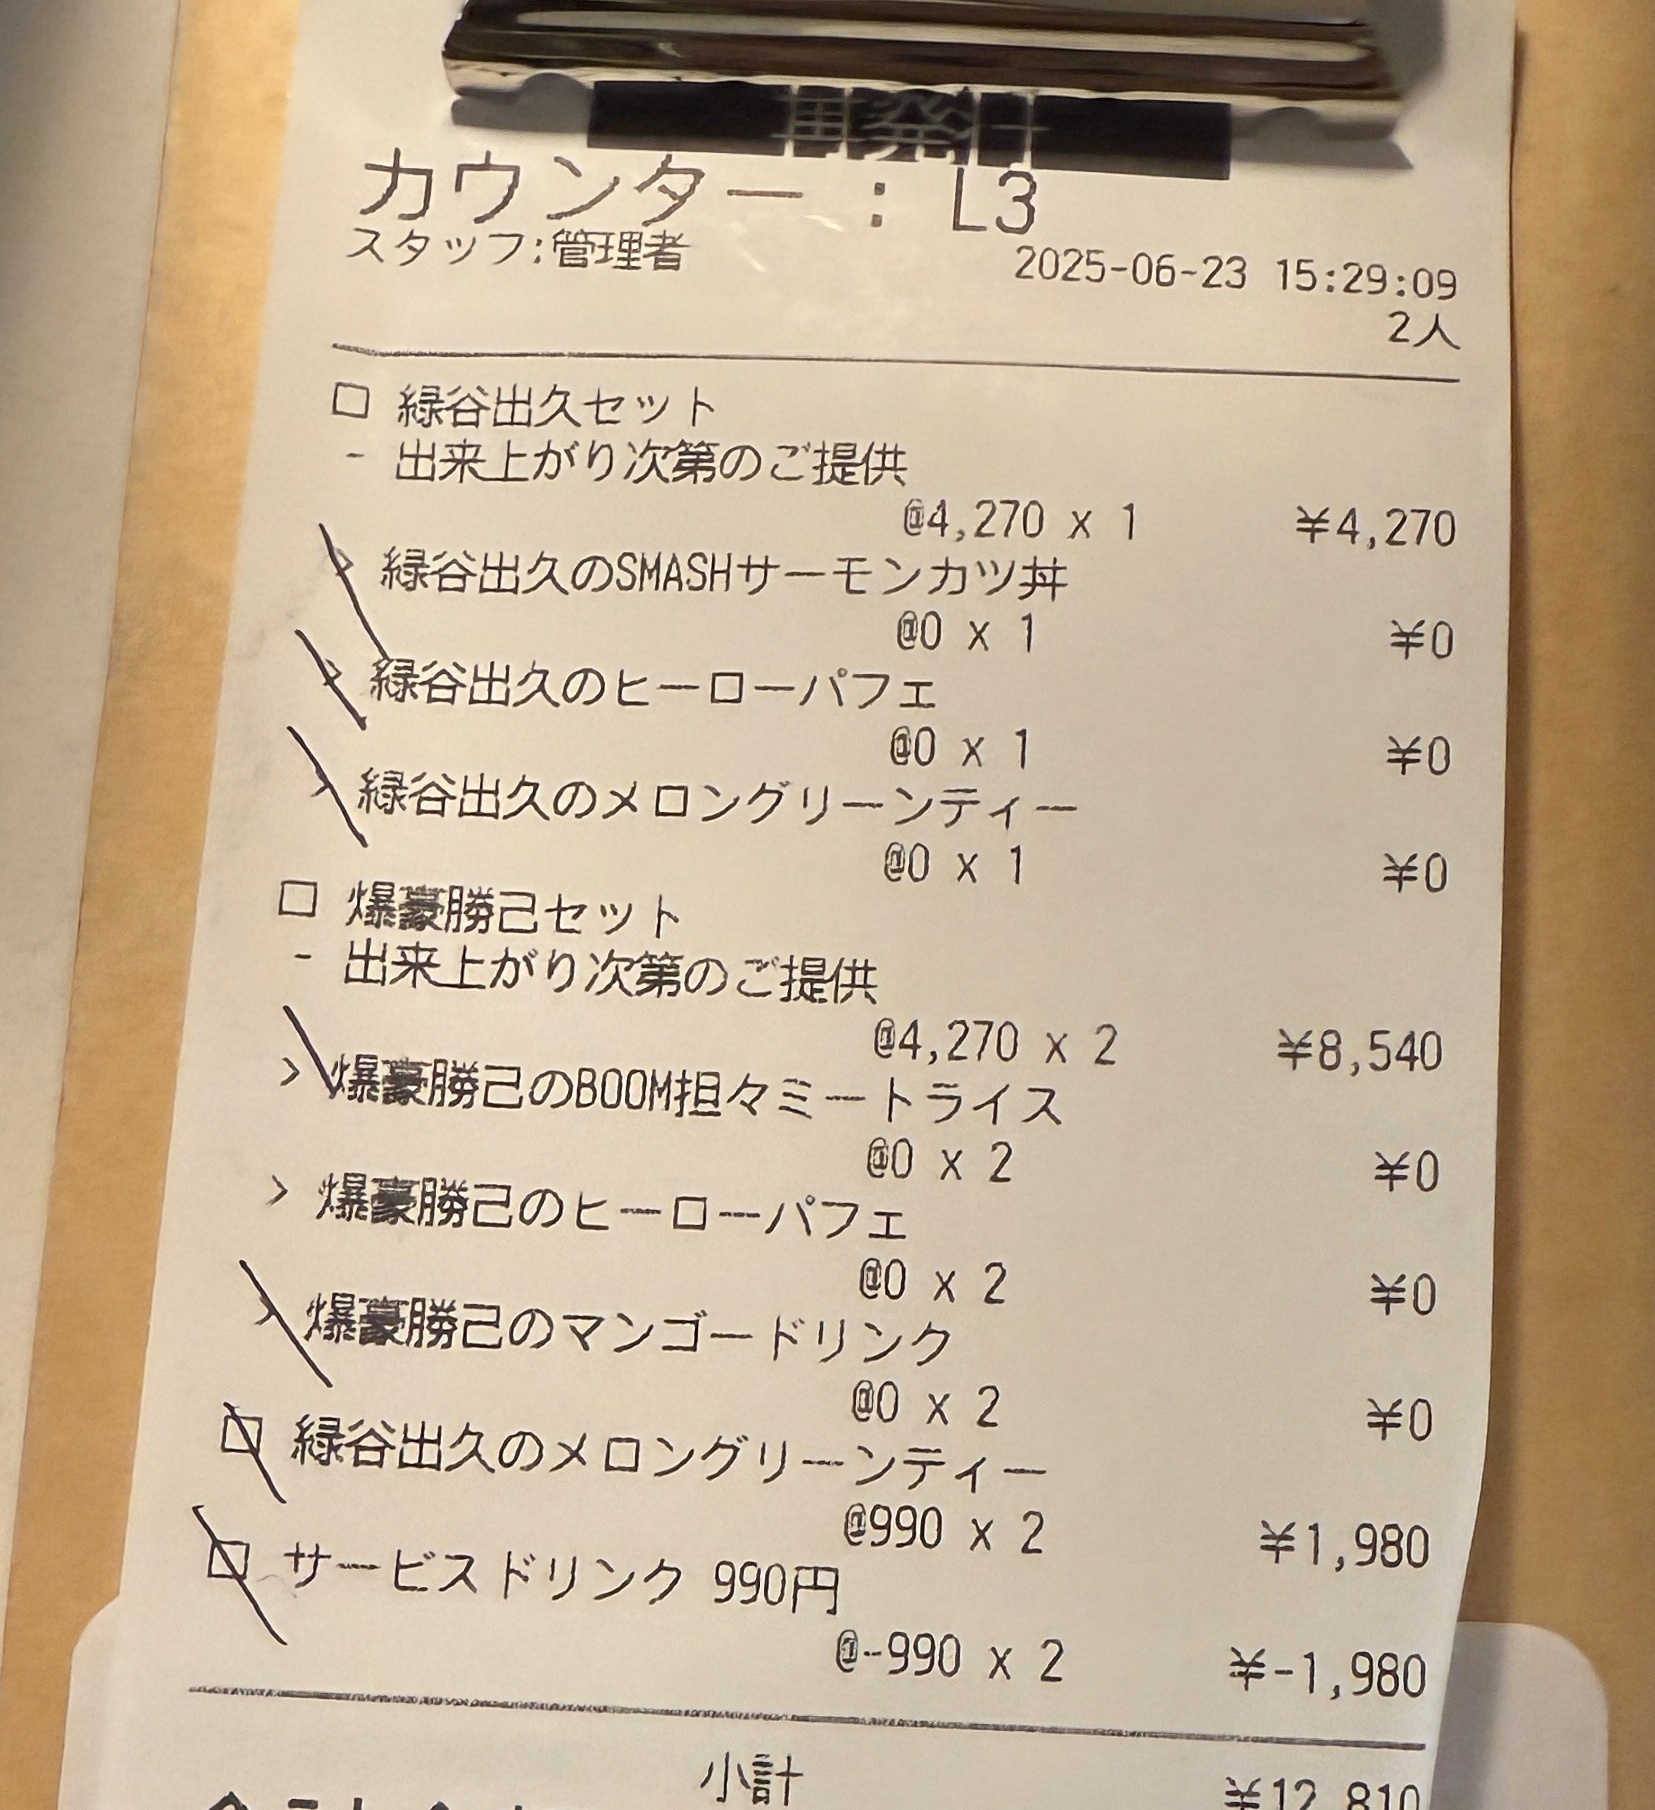 再発行
カウンター : L3
スタッフ:管理者
2025-06-23 15:29:09
2人
□ 緑谷出久セット
- 出来上がり次第のご提供
@4,270 x 1 ¥4,270
> 緑谷出久のSMASHサーモンカツ丼
@0 x 1 ¥0
> 緑谷出久のヒーローパフェ
@0 x 1 ¥0
> 緑谷出久のメロングリーンティー
@0 x 1 ¥0
□ 爆豪勝己セット
- 出来上がり次第のご提供
@4,270 x 2 ¥8,540
> 爆豪勝己のBOOM担々ミートライス
@0 x 2 ¥0
> 爆豪勝己のヒーローパフェ
@0 x 2 ¥0
> 爆豪勝己のマンゴードリンク
@0 x 2 ¥0
□ 緑谷出久のメロングリーンティー
@990 x 2 ¥1,980
□ サービスドリンク 990円
@-990 x 2 ¥-1,980
小計 ¥12,810